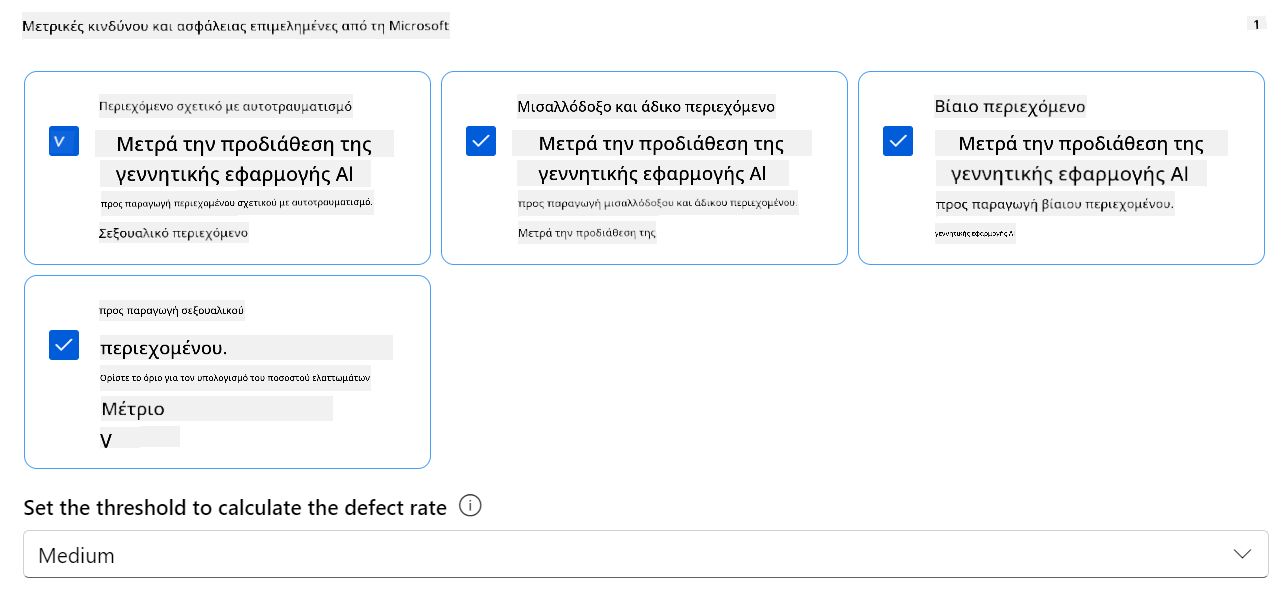 Μετρικές κινδύνου και ασφάλειας επιμελημένες από τη Microsoft
1
Περιεχόμενο σχετικό με αυτοτραυματισμό
V
Μετρά την προδιάθεση της
γεννητικής εφαρμογής AI
προς παραγωγή περιεχομένου σχετικού με αυτοτραυματισμό.
Σεξουαλικό περιεχόμενο
Μισαλλόδοξο και άδικο περιεχόμενο
Μετρά την προδιάθεση της
γεννητικής εφαρμογής AI
προς παραγωγή μισαλλόδοξου και άδικου περιεχομένου.
Μετρά την προδιάθεση της
Βίαιο περιεχόμενο
Μετρά την προδιάθεση της
γεννητικής εφαρμογής AI
προς παραγωγή βίαιου περιεχομένου.
γεννητικής εφαρμογής AI
προς παραγωγή σεξουαλικού
περιεχομένου.
Ορίστε το όριο για τον υπολογισμό του ποσοστού ελαττωμάτων
Μέτριο
V
Set the threshold to calculate the defect rate
Medium